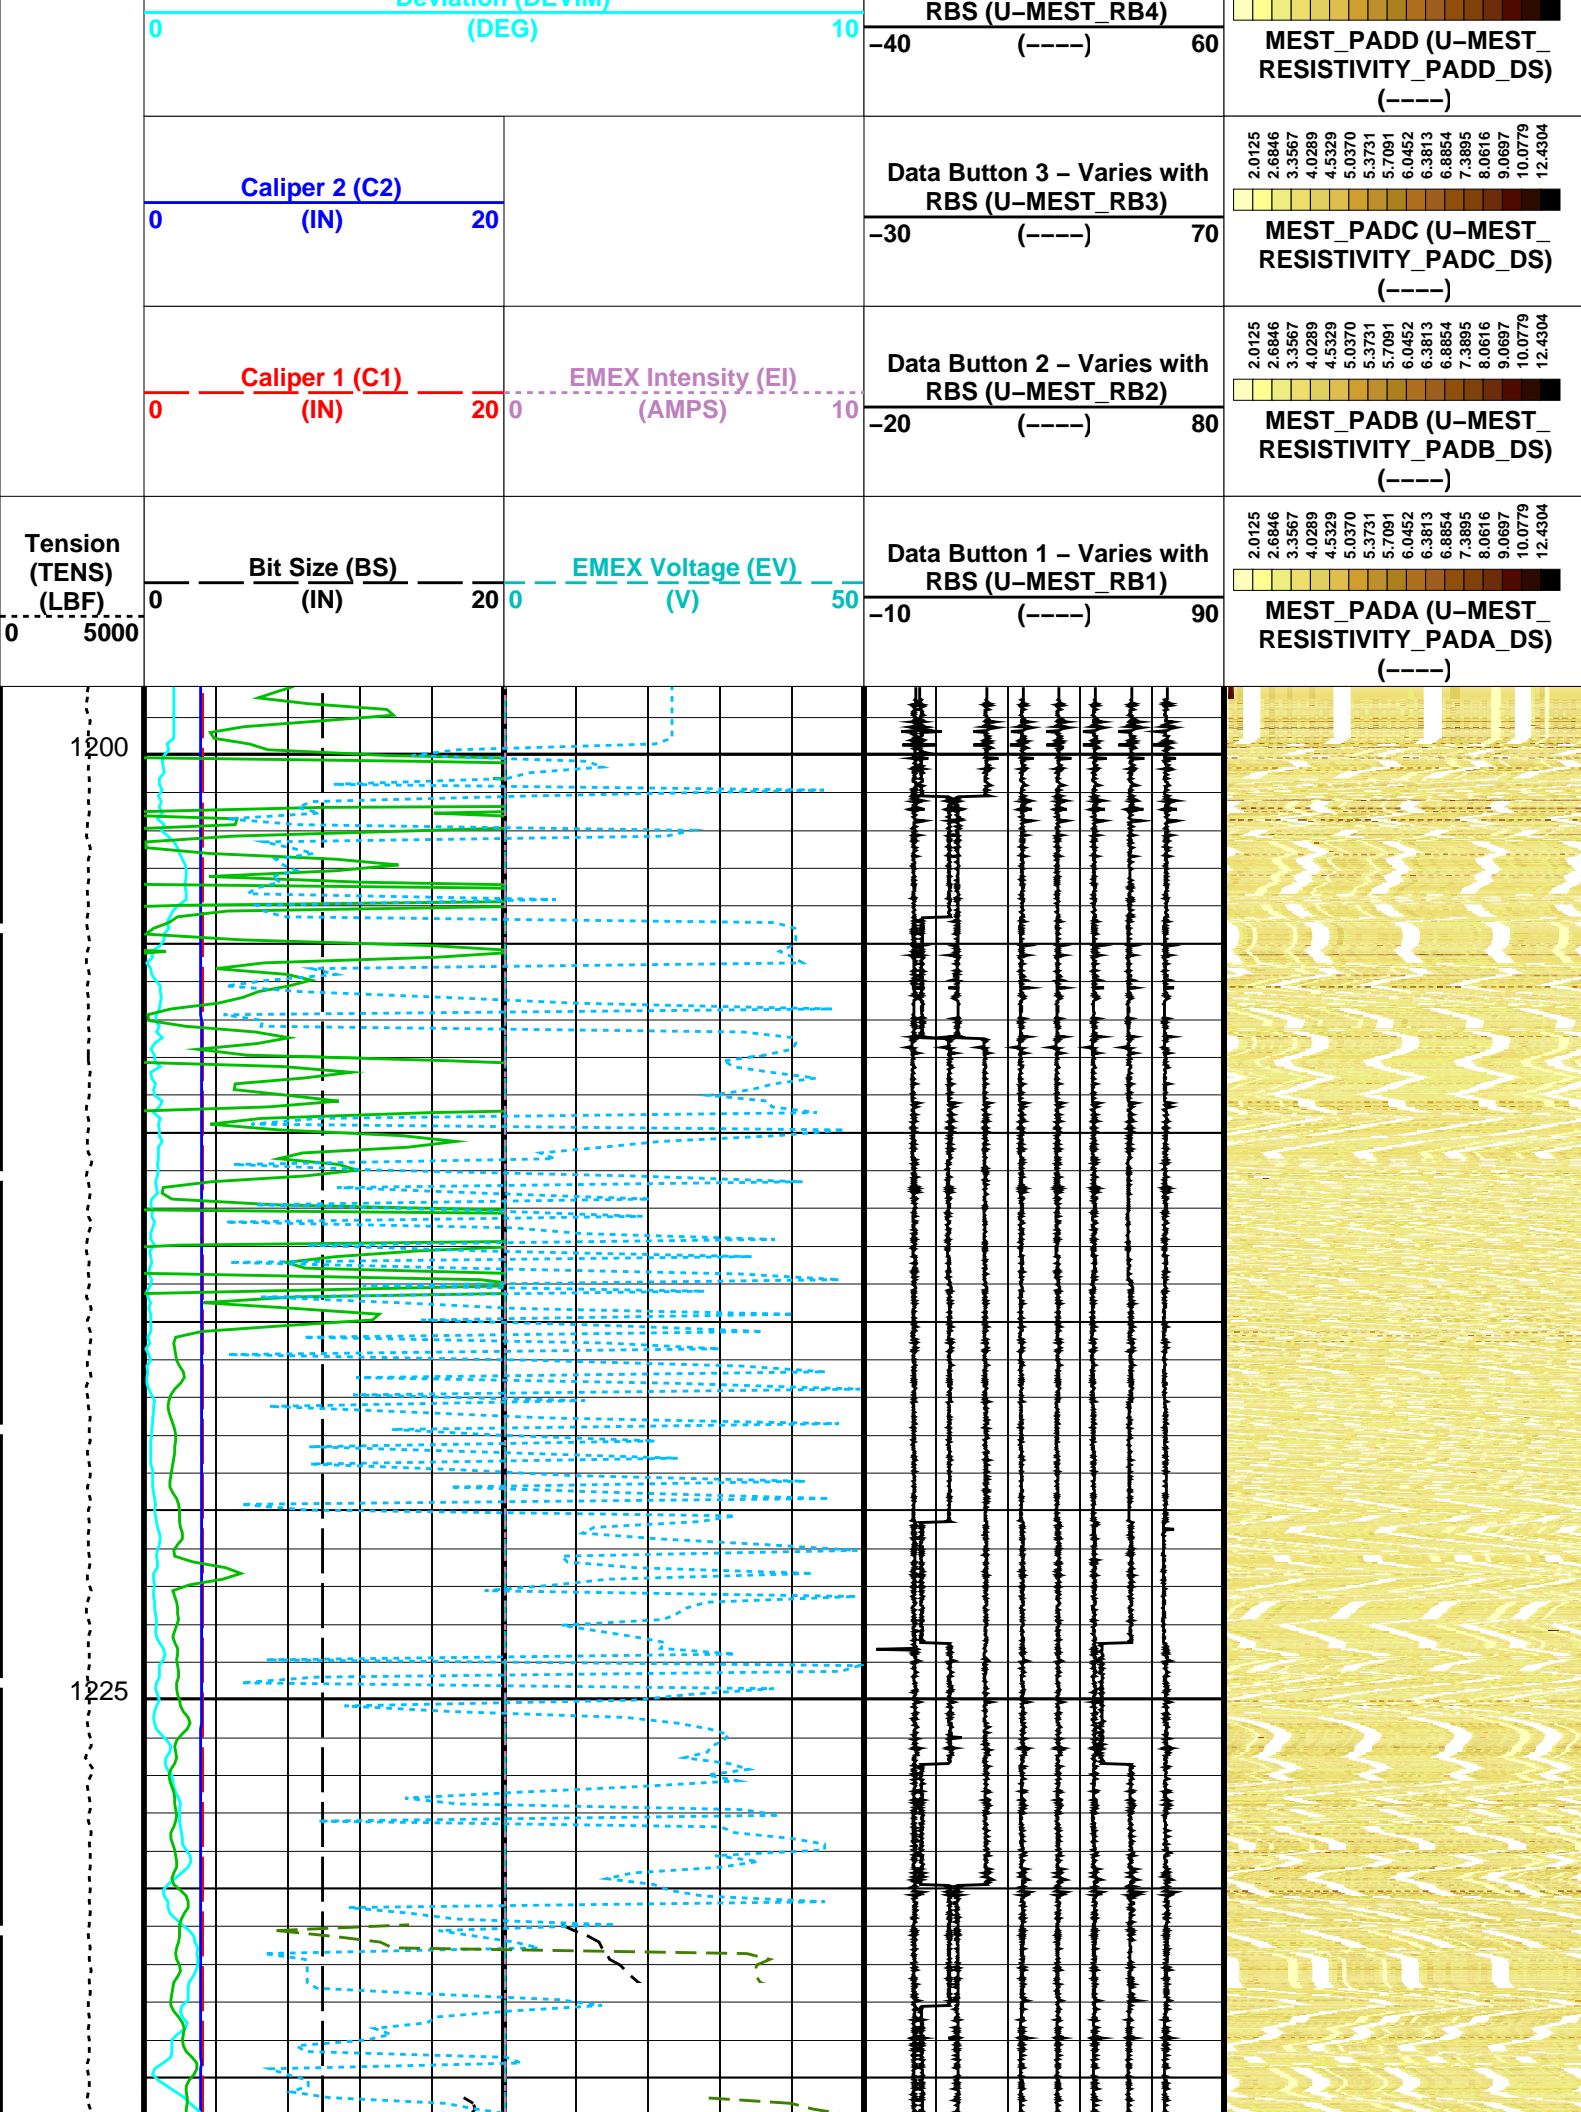 Deviation (DEVIM)
0 (DEG) 10
RBS (U−MEST_RB4)
−40 (−−−−) 60
MEST_PADD (U−MEST_
RESISTIVITY_PADD_DS)
(−−−−)
Caliper 2 (C2)
0 (IN) 20
Data Button 3 − Varies with
RBS (U−MEST_RB3)
−30 (−−−−) 70
2.0125 2.6846 3.3567 4.0289 4.5329 5.0370 5.3731 5.7091 6.0452 6.3813 6.8854 7.3895 8.0616 9.0697 10.0779 12.4304
MEST_PADC (U−MEST_
RESISTIVITY_PADC_DS)
(−−−−)
Caliper 1 (C1)
0 (IN) 20
EMEX Intensity (EI)
0 (AMPS) 10
Data Button 2 − Varies with
RBS (U−MEST_RB2)
−20 (−−−−) 80
2.0125 2.6846 3.3567 4.0289 4.5329 5.0370 5.3731 5.7091 6.0452 6.3813 6.8854 7.3895 8.0616 9.0697 10.0779 12.4304
MEST_PADB (U−MEST_
RESISTIVITY_PADB_DS)
(−−−−)
Tension
(TENS)
(LBF)
0 5000
Bit Size (BS)
0 (IN) 20
EMEX Voltage (EV)
0 (V) 50
Data Button 1 − Varies with
RBS (U−MEST_RB1)
−10 (−−−−) 90
2.0125 2.6846 3.3567 4.0289 4.5329 5.0370 5.3731 5.7091 6.0452 6.3813 6.8854 7.3895 8.0616 9.0697 10.0779 12.4304
MEST_PADA (U−MEST_
RESISTIVITY_PADA_DS)
(−−−−)
1200
1225